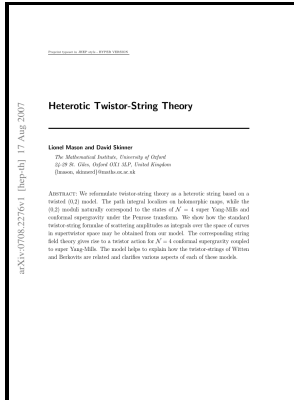 Prepared for submission to JHEP style - HYPER VERSION
Heterotic Twistor-String Theory
Lionel Mason and David Skinner
The Mathematical Institute, University of Oxford
24-29 St. Giles, Oxford OX1 3LP, United Kingdom
{lmason, skinnerd}@maths.ox.ac.uk
Abstract: We reformulate twistor-string theory as a heterotic string based on a
twisted (0,2) model. The path integral localizes on holomorphic maps, while the
(0,2) moduli naturally correspond to the states of N = 4 super Yang-Mills and
conformal supergravity under the Penrose transform. We show how the standard
twistor-string formulae of scattering amplitudes as integrals over the space of curves
in supertwistor space may be obtained from our model. The corresponding string
field theory gives rise to a twistor action for N = 4 conformal supergravity coupled
to super Yang-Mills. The model helps to explain how the twistor-strings of Witten
and Berkovits are related and clarifies various aspects of each of these models.
arXiv:0708.2276v1 [hep-th] 17 Aug 2007